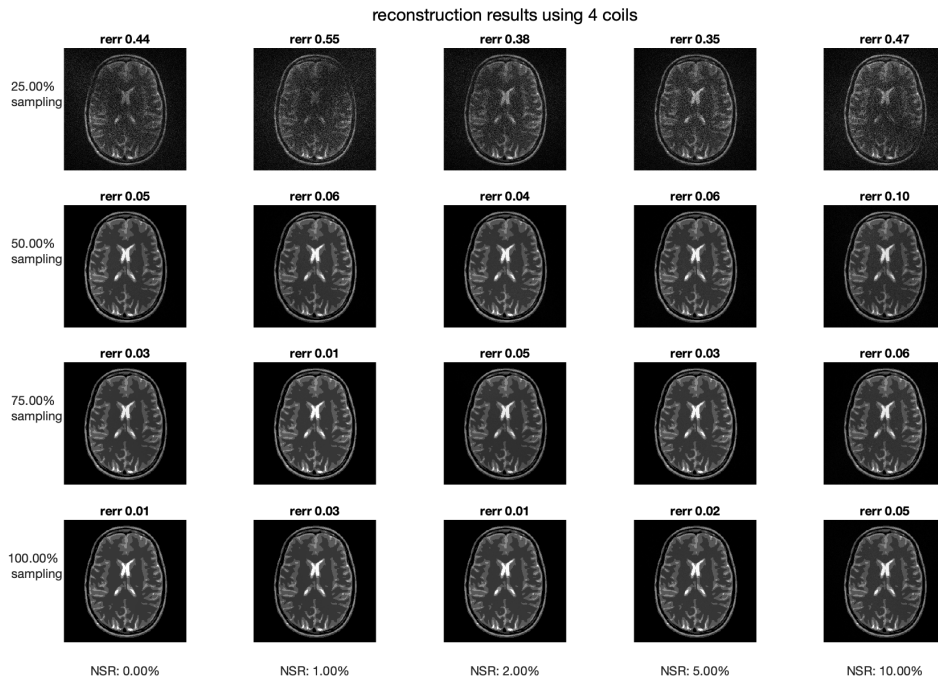 reconstruction results using 4 coils
rerr 0.44 rerr 0.55 rerr 0.38 rerr 0.35 rerr 0.47
25.00%
sampling
rerr 0.05 rerr 0.06 rerr 0.04 rerr 0.06 rerr 0.10
50.00%
sampling
rerr 0.03 rerr 0.01 rerr 0.05 rerr 0.03 rerr 0.06
75.00%
sampling
rerr 0.01 rerr 0.03 rerr 0.01 rerr 0.02 rerr 0.05
100.00%
sampling
NSR: 0.00% NSR: 1.00% NSR: 2.00% NSR: 5.00% NSR: 10.00%